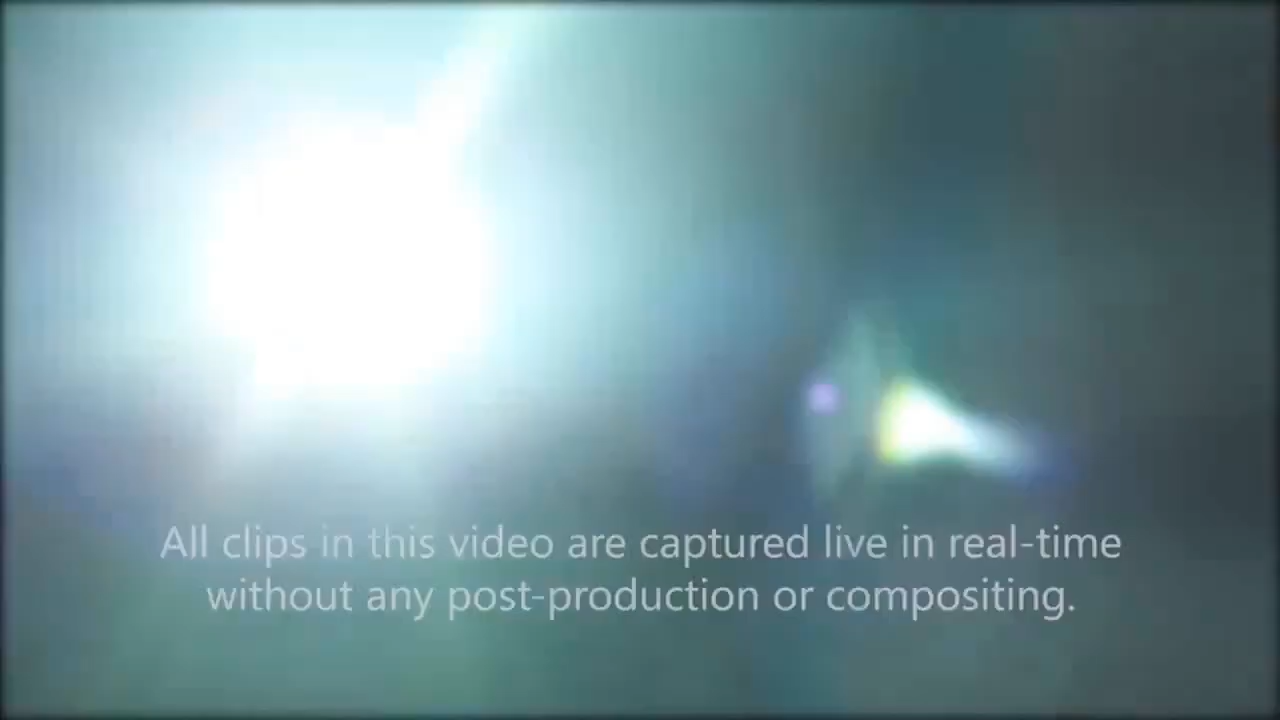 All clips in this video are captured live in real-time
without any post-production or compositing.